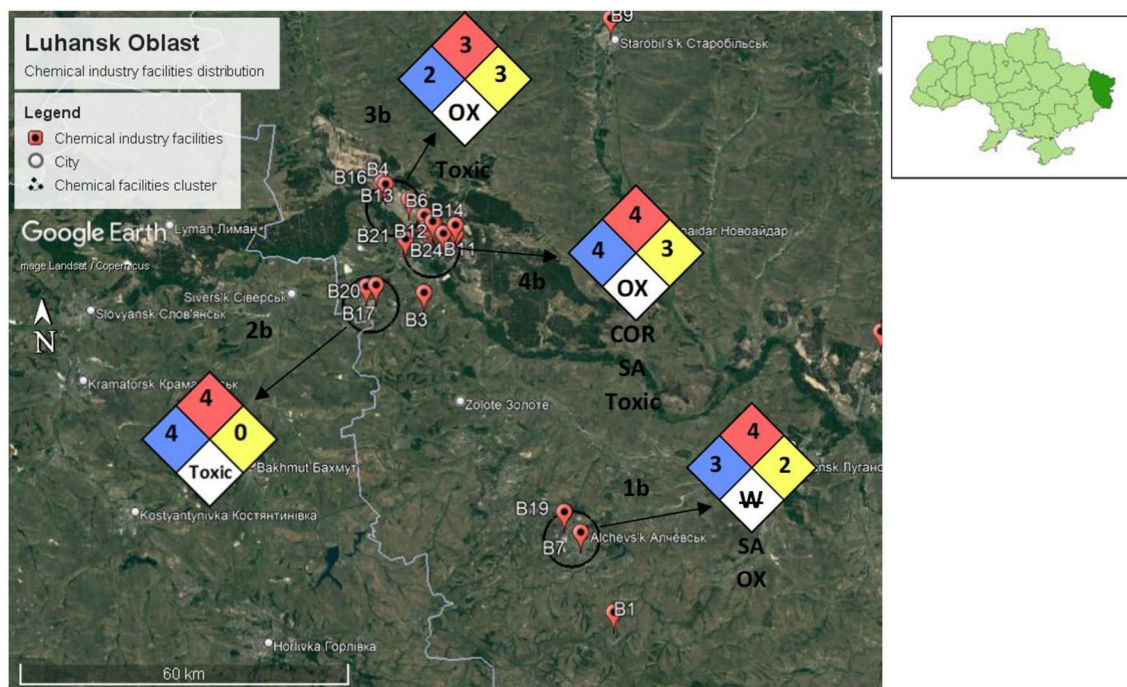 Luhansk Oblast
Chemical industry facilities distribution
Legend
Chemical industry facilities
City
Chemical facilities cluster
B9
Starobil's'k Старобільськ
3
2
3
OX
3b
Toxic
B16
B4
B13
B6
B14
B12
B21
B24
B11
Google Earth
mage Landsat / Copernicus
Lyman Лиман
4
4
3
OX
aidar Новоайдар
4b
COR
SA
Toxic
N
Sivers'k Сіверськ
Slovyansk Слов'янськ
B20
B17
B3
2b
Kramatorsk
4
4
0
Toxic
Bakhmut Бахмут
Zolote Золоте
Kostyantynivka Костянтинівка
4
3
2
W
SA
OX
1b
B19
B7
Alchevs'k Алчевськ
B1
Horlivka Горлівка
60 km